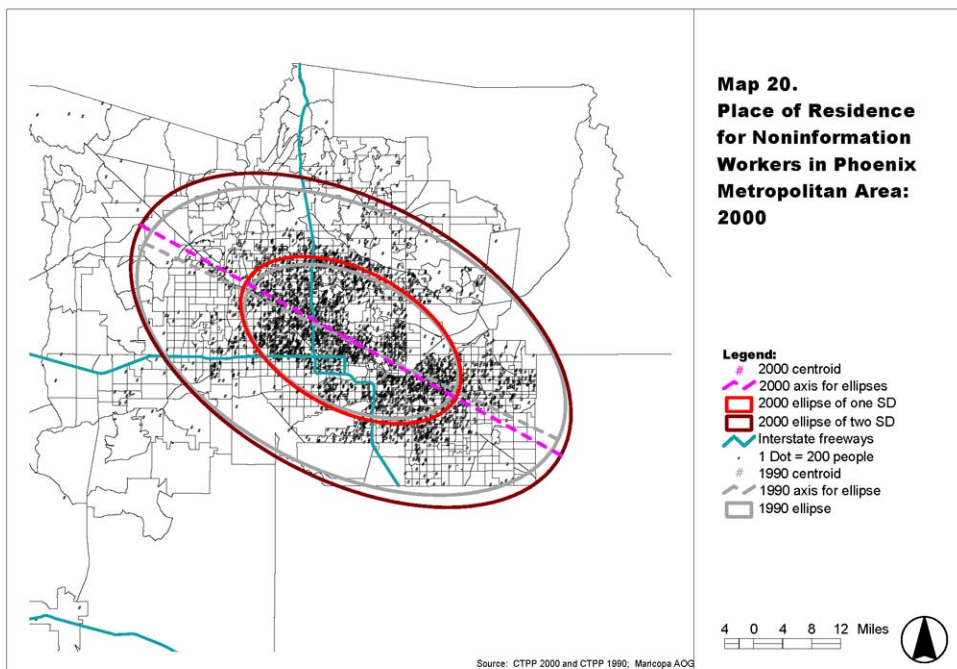 Map 20.
Place of Residence
for Noninformation
Workers in Phoenix
Metropolitan Area:
2000
Legend:
# 2000 centroid
2000 axis for ellipses
2000 ellipse of one SD
2000 ellipse of two SD
Interstate freeways
1 Dot = 200 people
# 1990 centroid
1990 axis for ellipse
1990 ellipse
4 0 4 8 12 Miles
Source: CTPP 2000 and CTPP 1990; Maricopa AOG